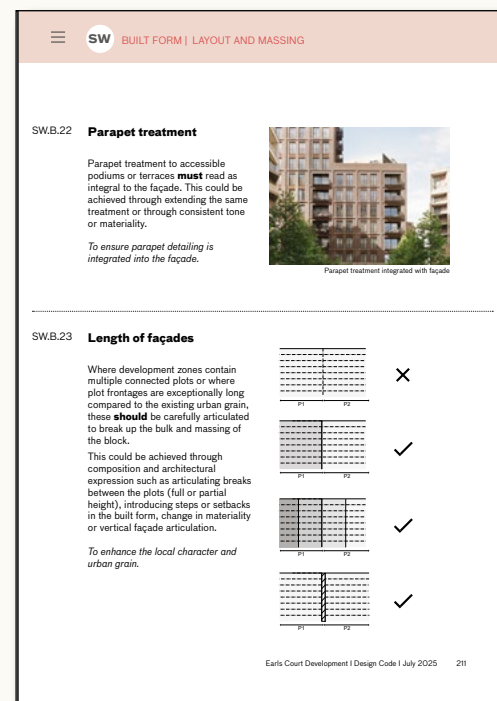 SW
BUILT FORM | LAYOUT AND MASSING
SW.B.22
Parapet treatment
Parapet treatment to accessible
podiums or terraces must read as
integral to the façade. This could be
achieved through extending the same
treatment or through consistent tone
or materiality.
To ensure parapet detailing is
integrated into the façade.
Parapet treatment integrated with façade
SW.B.23
Length of façades
Where development zones contain
multiple connected plots or where
plot frontages are exceptionally long
compared to the existing urban grain,
these should be carefully articulated
to break up the bulk and massing of
the block.
This could be achieved through
composition and architectural
expression such as articulating breaks
between the plots (full or partial
height), introducing steps or setbacks
in the built form, change in materiality
or vertical façade articulation.
To enhance the local character and
urban grain.
P1 P2
P1 P2
P1 P2
P1 P2
Earls Court Development I Design Code I July 2025 211